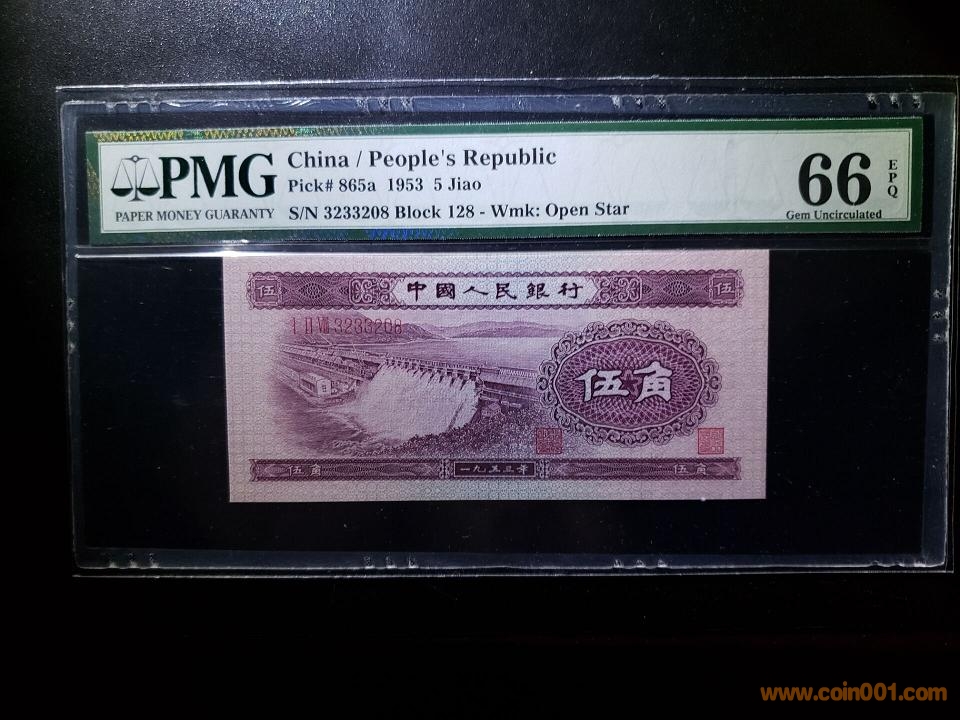 PMG
PAPER MONEY GUARANTY
China / People's Republic
Pick# 865a 1953 5 Jiao
S/N 3233208 Block 128 - Wmk: Open Star
66
EPQ
Gem Uncirculated
伍 中國人民銀行 伍
I II VIII 3233208
伍角
伍角 一九五三年 伍角
www.coin001.com